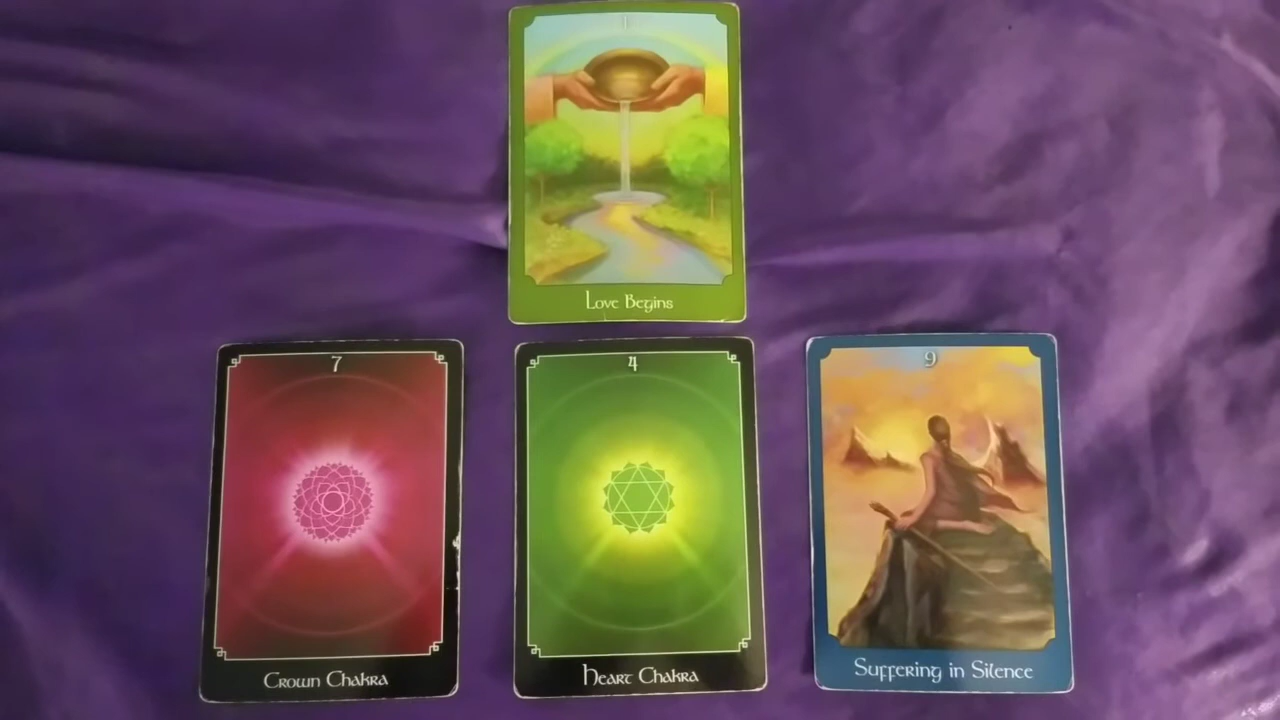 1
Love Begins
7
Crown Chakra
4
Heart Chakra
9
Suffering in Silence